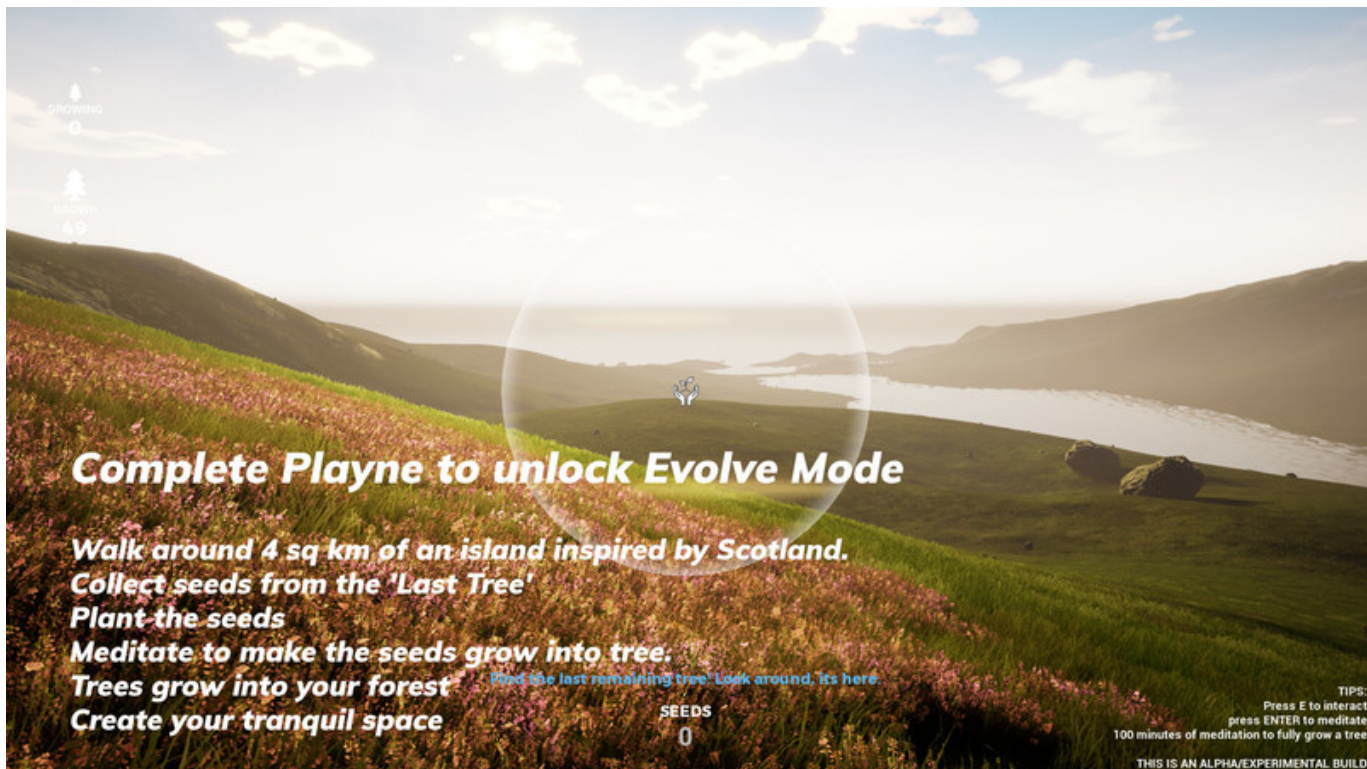 GROWING
0
GROWN
49
Complete Playne to unlock Evolve Mode
Walk around 4 sq km of an island inspired by Scotland.
Collect seeds from the 'Last Tree'
Plant the seeds
Meditate to make the seeds grow into tree.
Trees grow into your forest
Create your tranquil space
Find the last remaining tree! Look around, its here.
SEEDS
0
TIPS:
Press E to interact
press ENTER to meditate
100 minutes of meditation to fully grow a tree
THIS IS AN ALPHA/EXPERIMENTAL BUILD